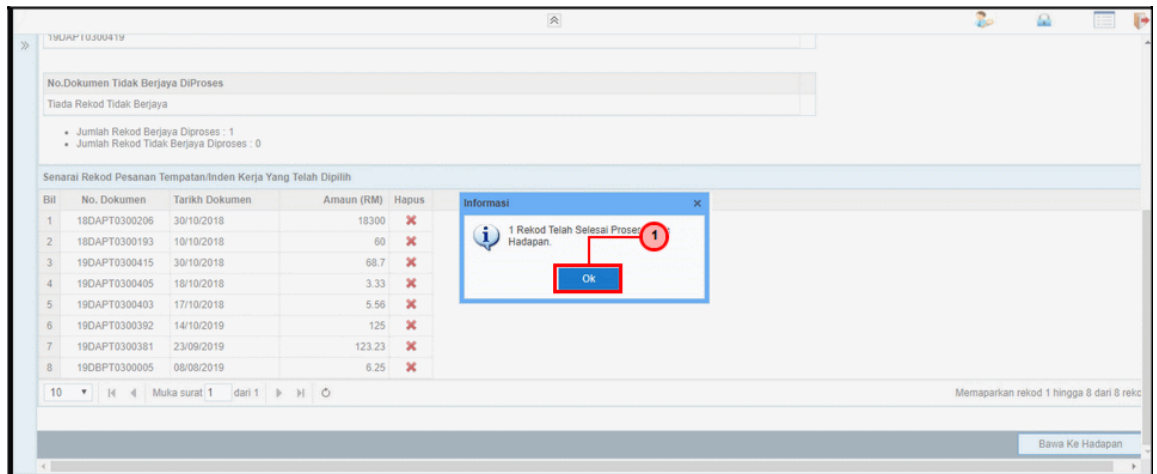 19DAPT0300419
No.Dokumen Tidak Berjaya DiProses
Tiada Rekod Tidak Berjaya
• Jumlah Rekod Berjaya Diproses : 1
• Jumlah Rekod Tidak Berjaya Diproses : 0
Senarai Rekod Pesanan Tempatan/Inden Kerja Yang Telah Dipilih
Bil No. Dokumen Tarikh Dokumen Amaun (RM) Hapus
1 18DAPT0300206 30/10/2018 18300
2 18DAPT0300193 10/10/2018 60
3 19DAPT0300415 30/10/2018 68.7
4 19DAPT0300405 18/10/2018 3.33
5 19DAPT0300403 17/10/2018 5.56
6 19DAPT0300392 14/10/2019 125
7 19DAPT0300381 23/09/2019 123.23
8 19DBPT0300005 08/08/2019 6.25
Informasi
1 Rekod Telah Selesai
Hadapan.
1
Ok
10 Muka surat 1 dari 1
Memaparkan rekod 1 hingga 8 dari 8
Bawa Ke Hadapan